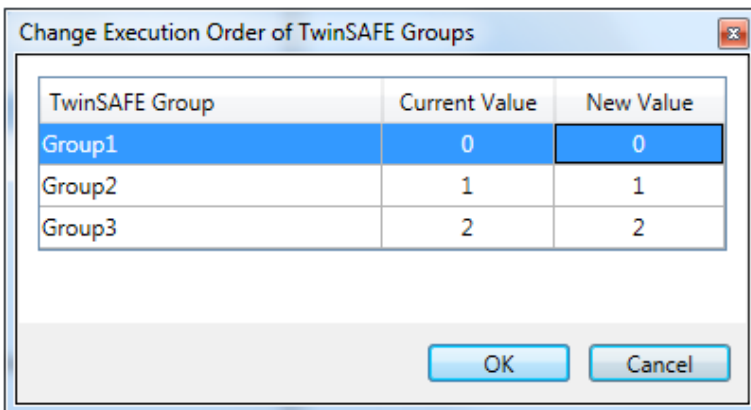 Change Execution Order of TwinSAFE Groups
TwinSAFE Group Current Value New Value
Group1 0 0
Group2 1 1
Group3 2 2
OK Cancel